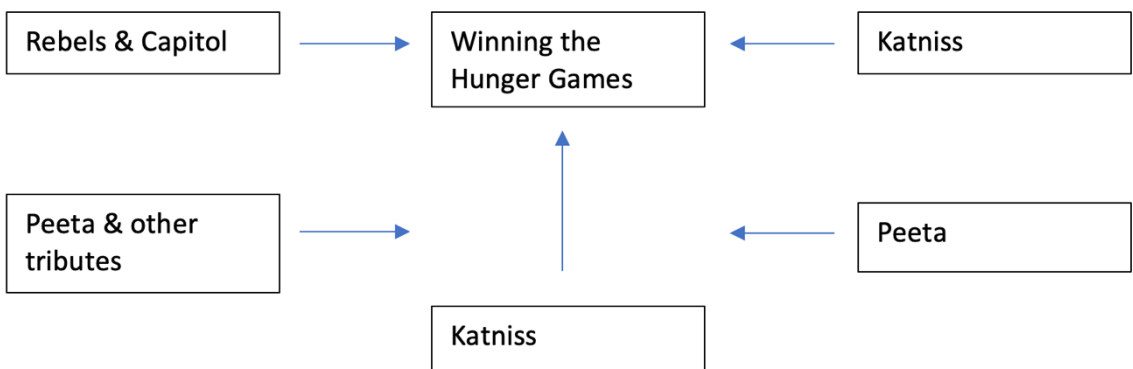 Rebels & Capitol
Winning the
Hunger Games
Katniss
Peeta & other
tributes
Peeta
Katniss